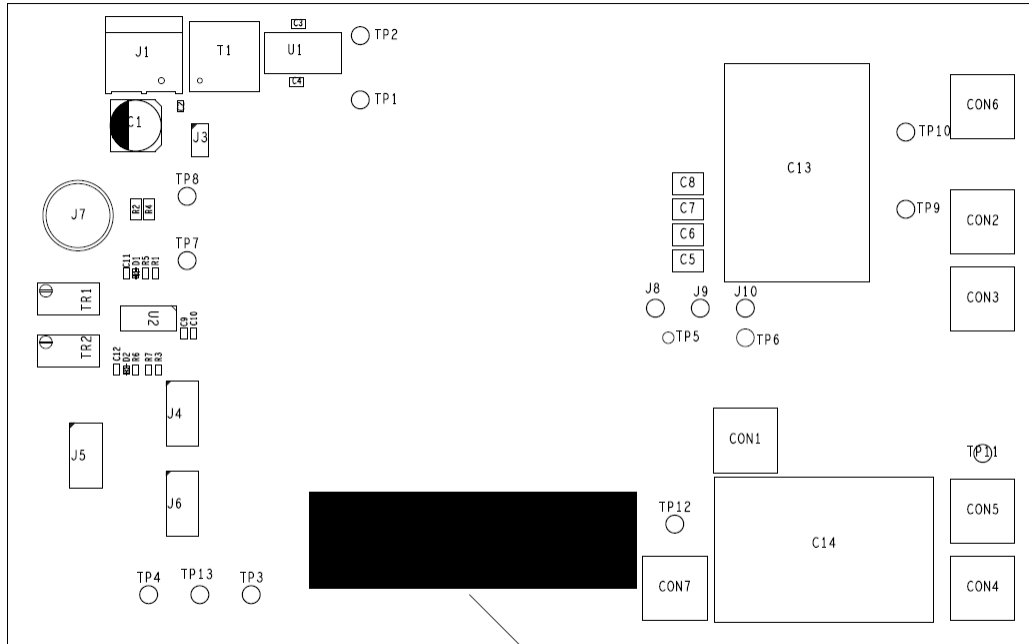 C3
J1
T1
U1
TP2
C4
TP1
C1
J3
CON6
TP10
C13
TP8
C8
J7
R2
R4
C7
TP9
CON2
C6
TP7
C5
C11
D1
R5
R1
TR1
J8
J9
J10
CON3
U2
C9
C10
TP5
TP6
TR2
C12
D2
R6
R7
R3
J4
CON1
J5
TP11
J6
TP12
CON5
C14
TP4
TP13
TP3
CON7
CON4